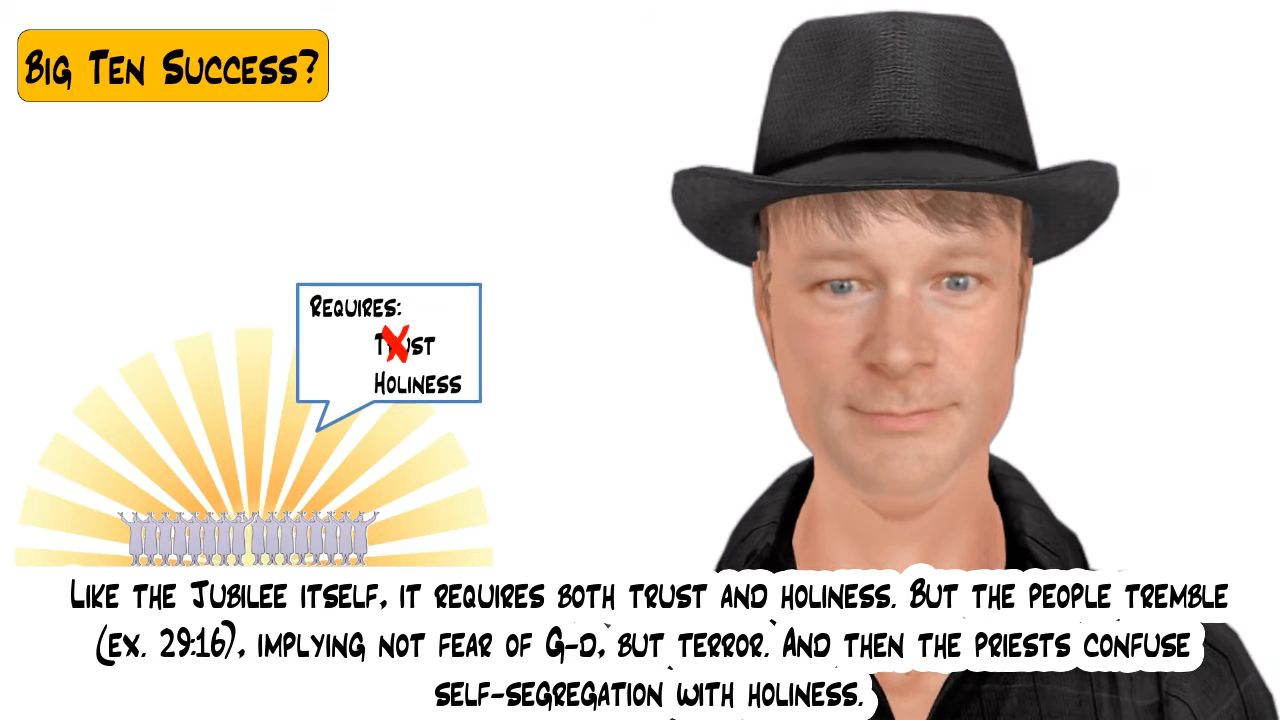 Big Ten Success?
Requires:
Trust
Holiness
Like the Jubilee itself, it requires both trust and holiness. But the people tremble
(ex. 29:16), implying not fear of G-d, but terror. And then the priests confuse
self-segregation with holiness.